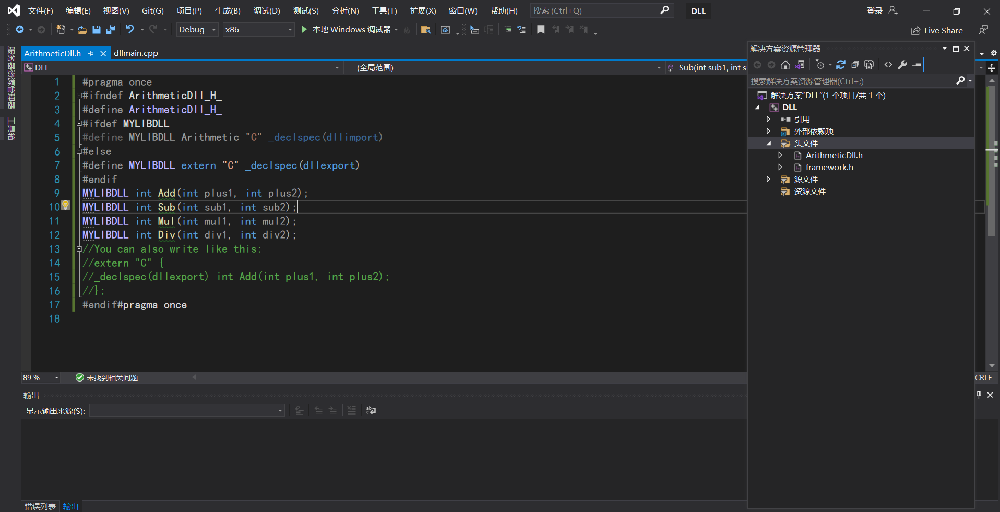 文件(F) 编辑(E) 视图(V) Git(G) 项目(P) 生成(B) 调试(D) 测试(S) 分析(N) 工具(T) 扩展(X) 窗口(W) 帮助(H) 搜索 (Ctrl+Q) DLL 登录
Debug x86 本地 Windows 调试器 Live Share
服务器资源管理器
工具箱
ArithmeticDll.h dllmain.cpp
DLL (全局范围) Sub(int sub1, int su
1 #pragma once
2 #ifndef ArithmeticDll_H_
3 #define ArithmeticDll_H_
4 #ifdef MYLIBDLL
5 #define MYLIBDLL Arithmetic "C" _declspec(dllimport)
6 #else
7 #define MYLIBDLL extern "C" _declspec(dllexport)
8 #endif
9 MYLIBDLL int Add(int plus1, int plus2);
10 MYLIBDLL int Sub(int sub1, int sub2);
11 MYLIBDLL int Mul(int mul1, int mul2);
12 MYLIBDLL int Div(int div1, int div2);
13 //You can also write like this:
14 //extern "C" {
15 //_declspec(dllexport) int Add(int plus1, int plus2);
16 //};
17 #endif#pragma once
18
89 % 未找到相关问题 CRLF
输出
显示输出来源(S):
错误列表 输出
解决方案资源管理器
搜索解决方案资源管理器(Ctrl+;)
解决方案"DLL"(1 个项目/共 1 个)
DLL
引用
外部依赖项
头文件
ArithmeticDll.h
framework.h
源文件
资源文件